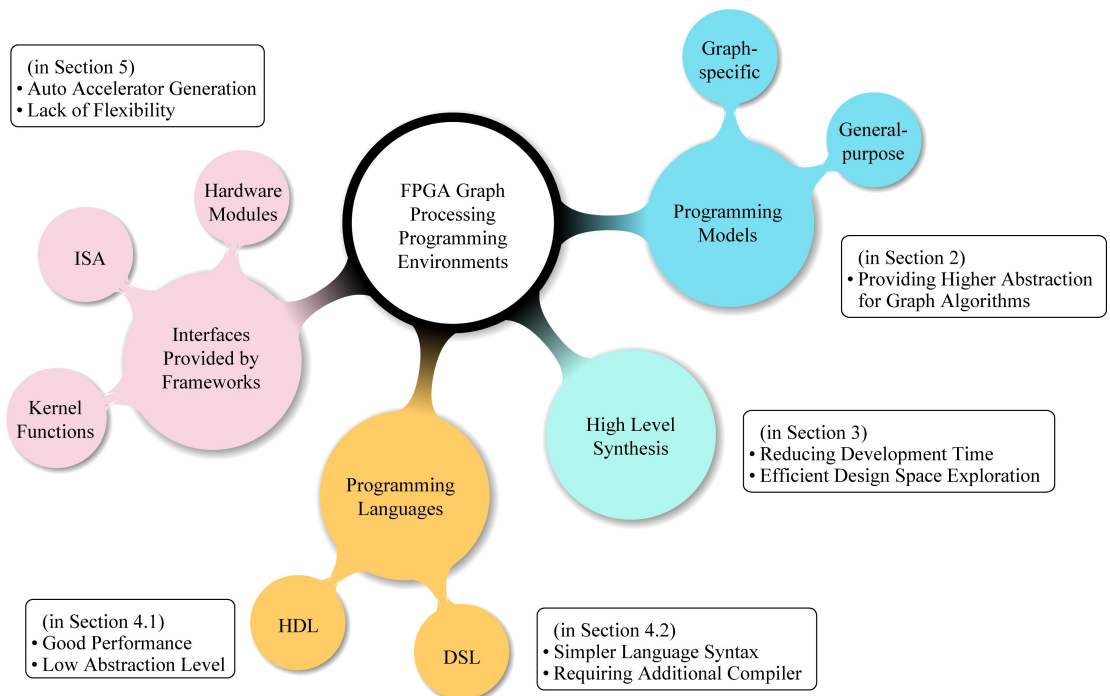 (in Section 5)
• Auto Accelerator Generation
• Lack of Flexibility
Graph-
specific
General-
purpose
FPGA Graph
Processing
Programming
Environments
Programming
Models
Hardware
Modules
ISA
(in Section 2)
• Providing Higher Abstraction
for Graph Algorithms
Interfaces
Provided by
Frameworks
Kernel
Functions
High Level
Synthesis
(in Section 3)
• Reducing Development Time
• Efficient Design Space Exploration
Programming
Languages
HDL
DSL
(in Section 4.1)
• Good Performance
• Low Abstraction Level
(in Section 4.2)
• Simpler Language Syntax
• Requiring Additional Compiler